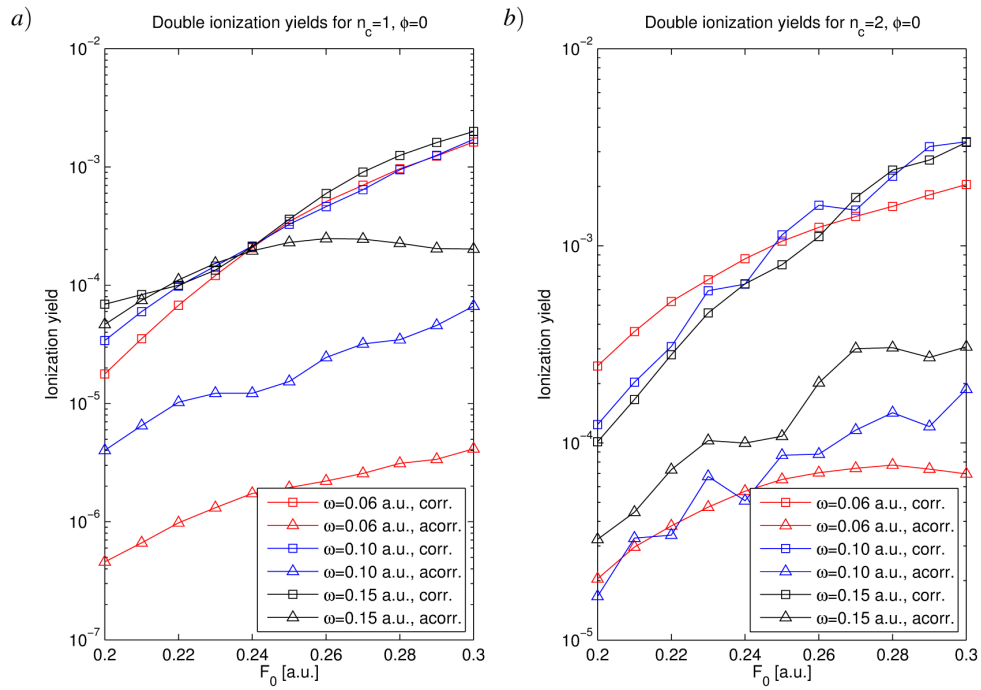 a)
Double ionization yields for n_c=1, ϕ=0
10^−2
10^−3
10^−4
10^−5
10^−6
10^−7
Ionization yield
0.2 0.22 0.24 0.26 0.28 0.3
F_0 [a.u.]
ω=0.06 a.u., corr.
ω=0.06 a.u., acorr.
ω=0.10 a.u., corr.
ω=0.10 a.u., acorr.
ω=0.15 a.u., corr.
ω=0.15 a.u., acorr.
b)
Double ionization yields for n_c=2, ϕ=0
10^−2
10^−3
10^−4
10^−5
Ionization yield
0.2 0.22 0.24 0.26 0.28 0.3
F_0 [a.u.]
ω=0.06 a.u., corr.
ω=0.06 a.u., acorr.
ω=0.10 a.u., corr.
ω=0.10 a.u., acorr.
ω=0.15 a.u., corr.
ω=0.15 a.u., acorr.